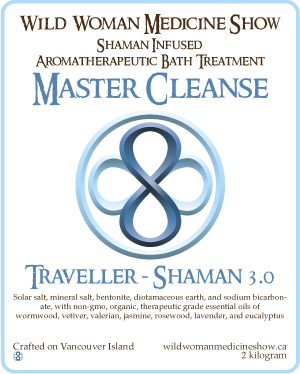 Wild Woman Medicine Show
Shaman Infused
Aromatherapeutic Bath Treatment
Master Cleanse
Traveller - Shaman 3.0
Solar salt, mineral salt, bentonite, diotamaceous earth, and sodium bicarbon-
ate, with non-gmo, organic, therapeutic grade essential oils of
wormwood, vetiver, valerian, jasmine, rosewood, lavender, and eucalyptus
Crafted on Vancouver Island
wildwomanmedicineshow.ca
2 kilogram